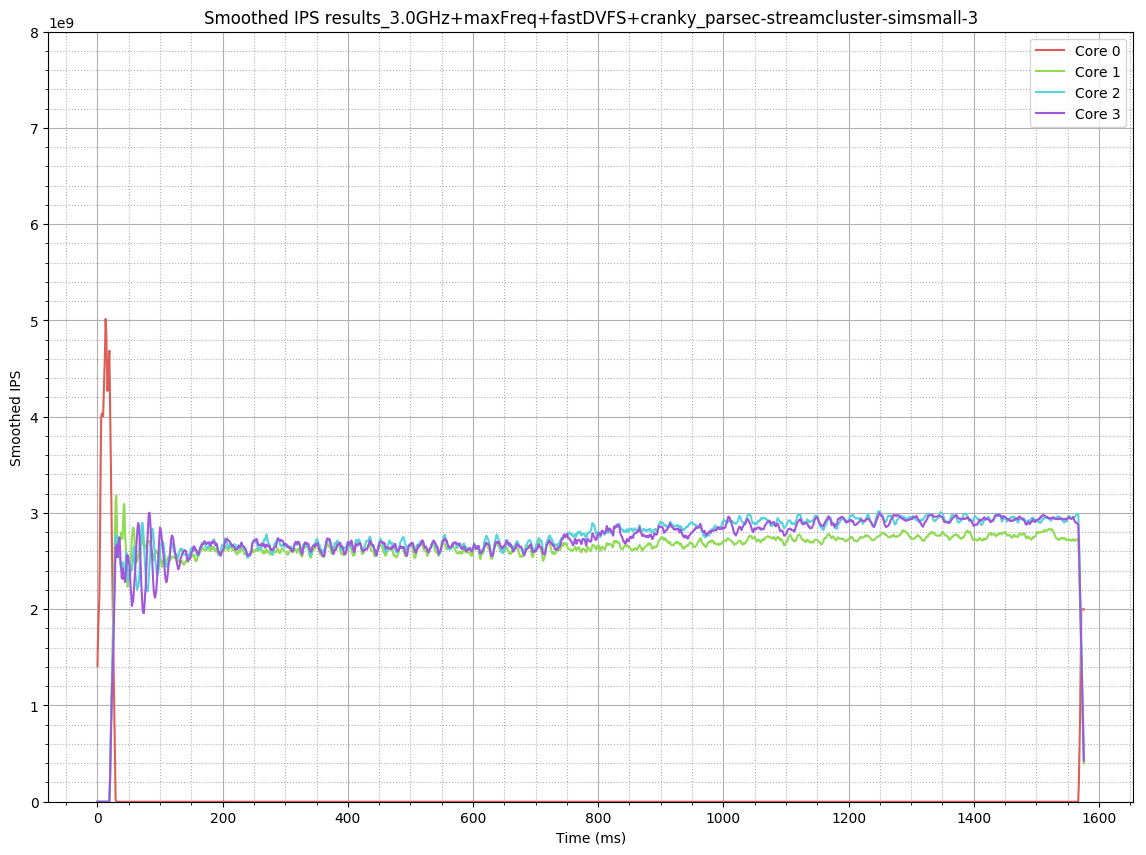 Smoothed IPS results_3.0GHz+maxFreq+fastDVFS+cranky_parsec-streamcluster-simsmall-3
1e9
8
7
6
5
4
3
2
1
0
Smoothed IPS
Core 0
Core 1
Core 2
Core 3
0 200 400 600 800 1000 1200 1400 1600
Time (ms)